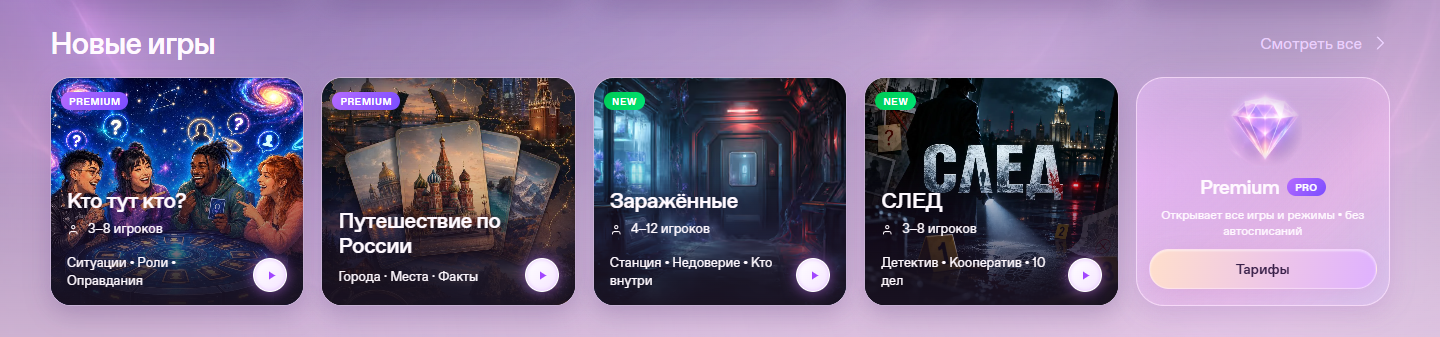 Новые игры
Смотреть все
PREMIUM
? ? ?
Кто тут кто?
3–8 игроков
Ситуации • Роли •
Оправдания
PREMIUM
Путешествие по
России
Города · Места · Факты
NEW
Заражённые
4–12 игроков
Станция • Недоверие • Кто
внутри
NEW
?
СЛЕД
1
2
СЛЕД
3–8 игроков
Детектив • Кооператив • 10
дел
Premium PRO
Открывает все игры и режимы • без
автосписаний
Тарифы